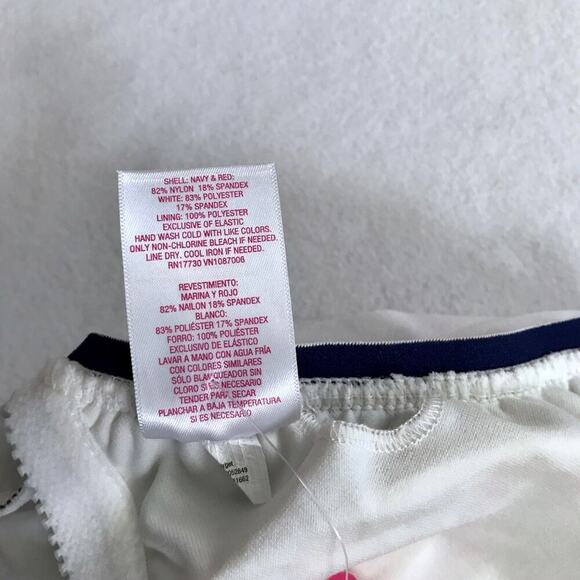 SHELL: NAVY & RED:
82% NYLON 18% SPANDEX
WHITE: 83% POLYESTER
17% SPANDEX
LINING: 100% POLYESTER
EXCLUSIVE OF ELASTIC
HAND WASH COLD WITH LIKE COLORS.
ONLY NON-CHLORINE BLEACH IF NEEDED.
LINE DRY. COOL IRON IF NEEDED.
RN17730 VN1087006
REVESTIMIENTO:
MARINA Y ROJO
82% NAILON 18% SPANDEX
BLANCO:
83% POLIÉSTER 17% SPANDEX
FORRO: 100% POLIÉSTER
EXCLUSIVO DE ELÁSTICO
LAVAR A MANO CON AGUA FRÍA
CON COLORES SIMILARES
SÓLO BLANQUEADOR SIN
CLORO SI ES NECESARIO
TENDER PARA SECAR
PLANCHAR A BAJA TEMPERATURA
SI ES NECESARIO